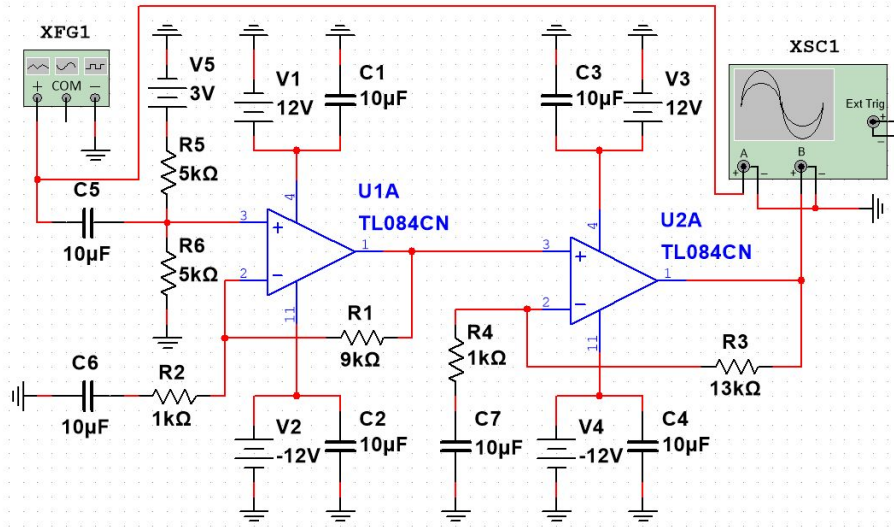 XFG1
+ COM −
V5
3V
V1
12V
C1
10µF
C3
10µF
V3
12V
XSC1
Ext Trig
+
−
A
B
+ −
+ −
R5
5kΩ
C5
10µF
R6
5kΩ
U1A
TL084CN
3
+
2
−
4
11
1
U2A
TL084CN
3
+
2
−
4
11
1
R1
9kΩ
R4
1kΩ
R3
13kΩ
C6
10µF
R2
1kΩ
V2
-12V
C2
10µF
C7
10µF
V4
-12V
C4
10µF